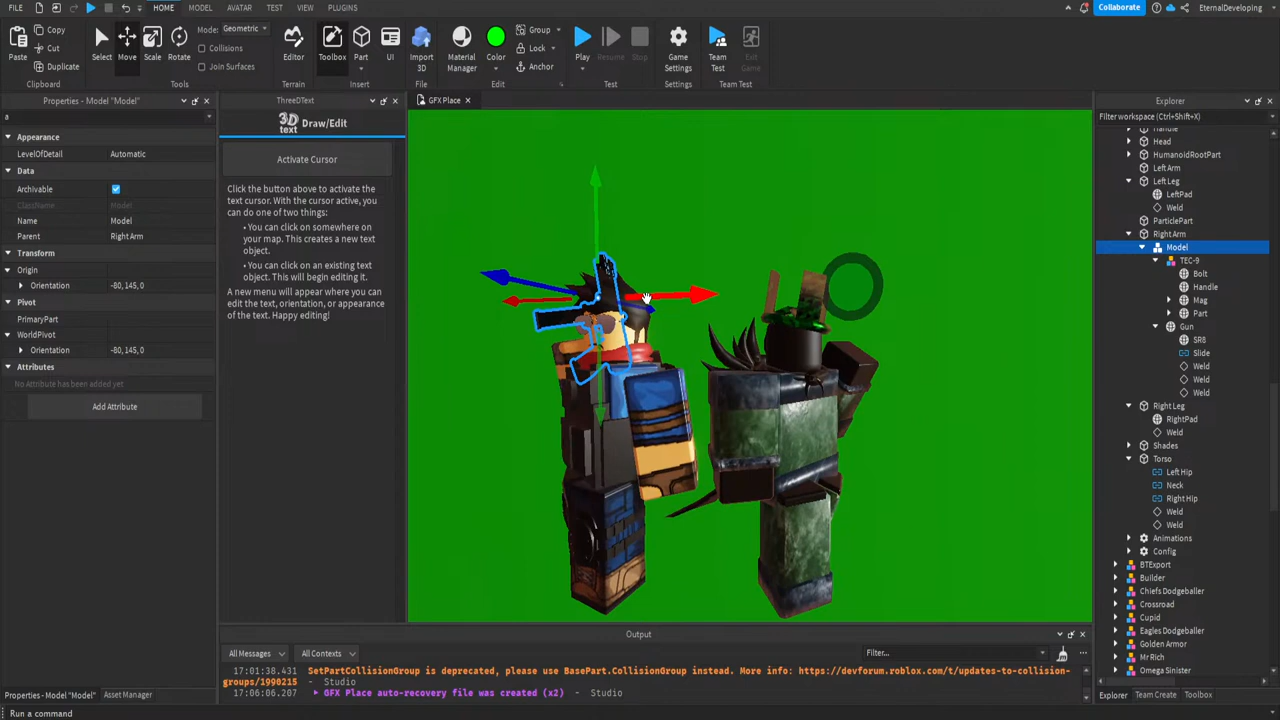 FILE
HOME
MODEL
AVATAR
TEST
VIEW
PLUGINS
Collaborate
EternalDeveloping
Paste
Copy
Cut
Duplicate
Clipboard
Select
Move
Scale
Rotate
Mode: Geometric
Collisions
Join Surfaces
Tools
Editor
Terrain
Toolbox
Part
UI
Insert
Import
3D
File
Material
Manager
Color
Group
Lock
Anchor
Edit
Play
Resume
Stop
Test
Game
Settings
Settings
Team
Test
Exit
Game
Team Test
Properties - Model "Model"
a
Appearance
LevelOfDetail Automatic
Data
Archivable
ClassName Model
Name Model
Parent Right Arm
Transform
Origin
Orientation -80,145,0
Pivot
PrimaryPart
WorldPivot
Orientation -80,145,0
Attributes
No Attribute has been added yet
Add Attribute
Properties - Model "Model"
Asset Manager
Run a command
ThreeDText
3D text Draw/Edit
Activate Cursor
Click the button above to activate the
text cursor. With the cursor active, you
can do one of two things:
• You can click on somewhere on
your map. This creates a new text
object.
• You can click on an existing text
object. This will begin editing it.
A new menu will appear where you can
edit the text, orientation, or appearance
of the text. Happy editing!
GFX Place
Output
All Messages
All Contexts
Filter...
17:01:38.431 SetPartCollisionGroup is deprecated, please use BasePart.CollisionGroup instead. More info: https://devforum.roblox.com/t/updates-to-collision-
groups/1990215 - Studio
17:06:06.207 GFX Place auto-recovery file was created (x2) - Studio
Explorer
Filter workspace (Ctrl+Shift+X)
Handle
Head
HumanoidRootPart
Left Arm
Left Leg
LeftPad
Weld
ParticlePart
Right Arm
Model
TEC-9
Bolt
Handere
Mag
Part
Gun
SR8
Slide
Weld
Weld
Weld
Right Leg
RightPad
Weld
Shades
Torso
Left Hip
Neck
Right Hip
Weld
Weld
Animations
Config
BTExport
Builder
Chiefs Dodgeballer
Crossroad
Cupid
Eagles Dodgeballer
Golden Armor
Mr Rich
Omega Sinister
Explorer
Team Create
Toolbox